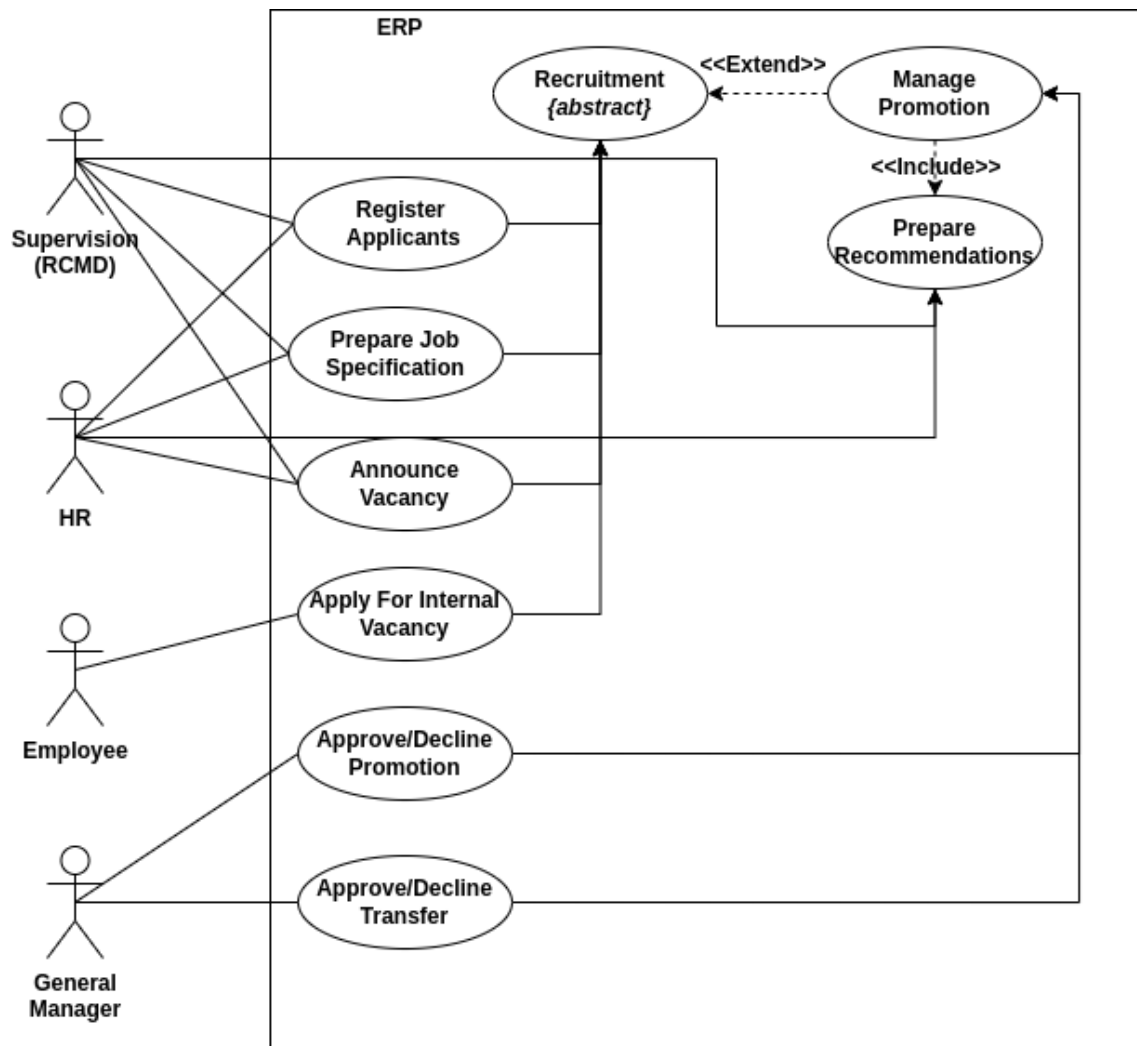 ERP
Recruitment
{abstract}
<<Extend>>
Manage
Promotion
<<Include>>
Prepare
Recommendations
Supervision
(RCMD)
Register
Applicants
Prepare Job
Specification
HR
Announce
Vacancy
Apply For Internal
Vacancy
Employee
Approve/Decline
Promotion
Approve/Decline
Transfer
General
Manager